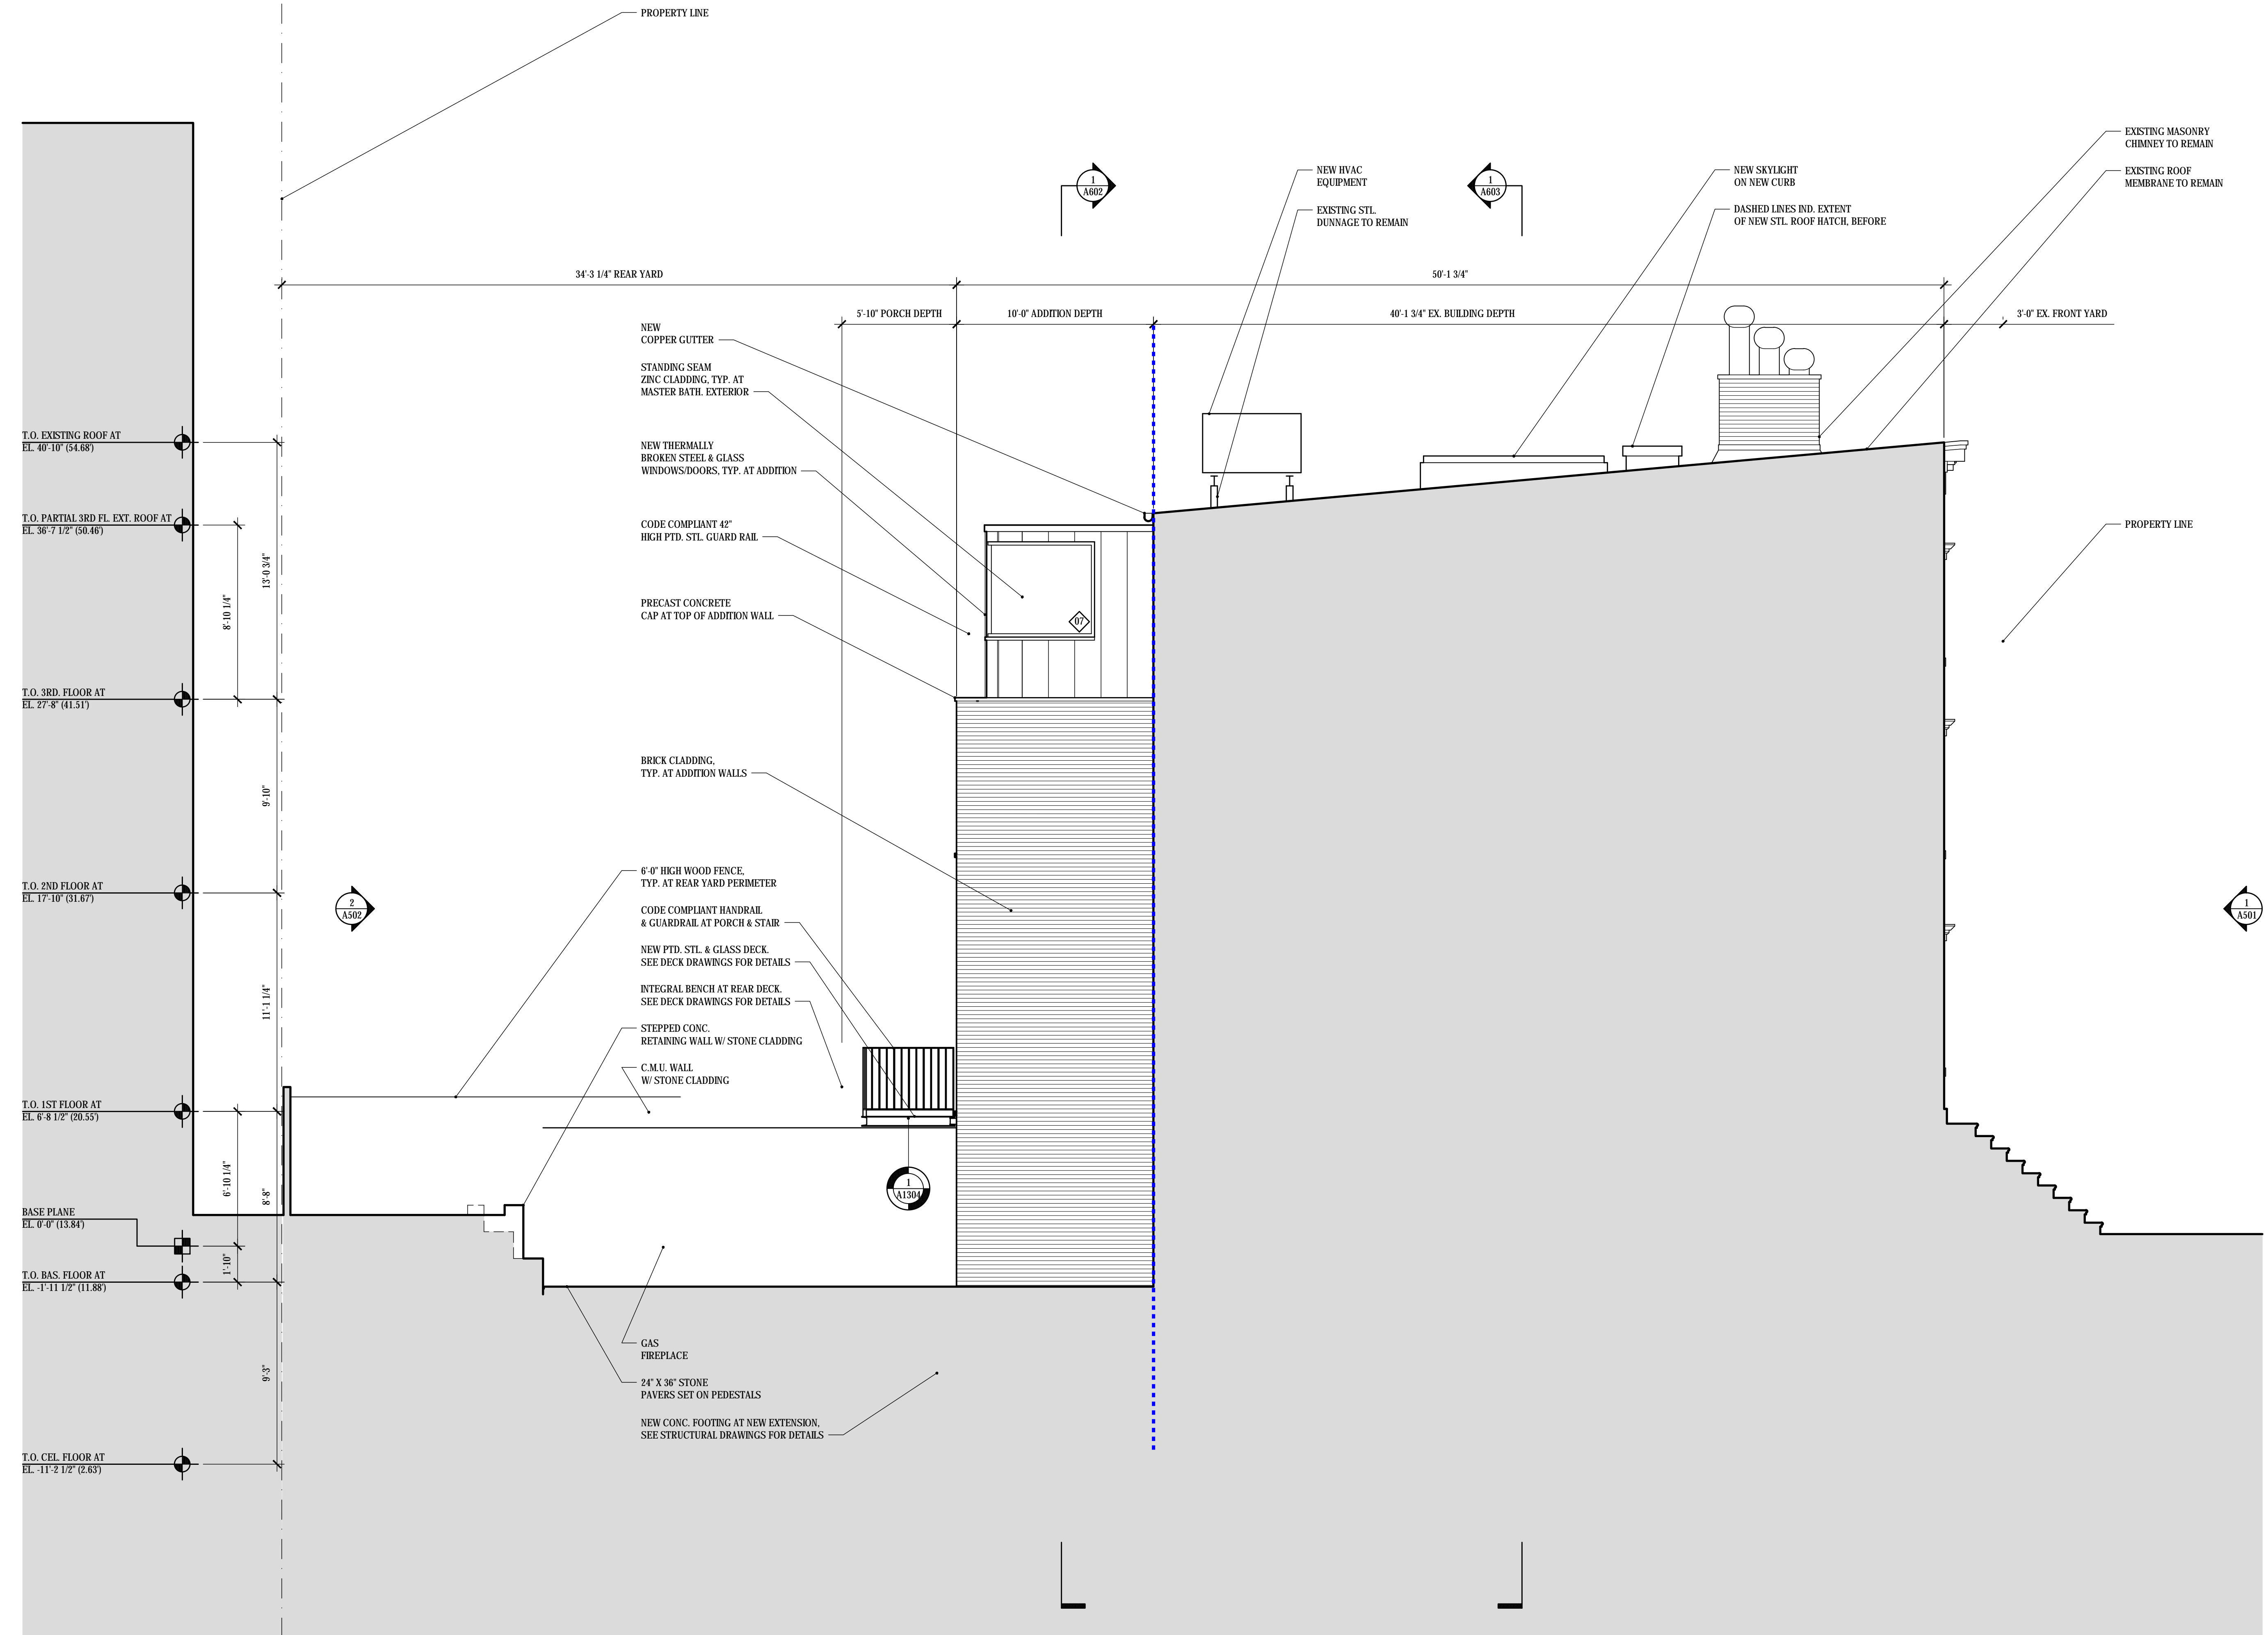 PROPERTY LINE
EXISTING MASONRY
CHIMNEY TO REMAIN
EXISTING ROOF
MEMBRANE TO REMAIN
1
A602
NEW HVAC
EQUIPMENT
EXISTING STL.
DUNNAGE TO REMAIN
1
A603
NEW SKYLIGHT
ON NEW CURB
DASHED LINES IND. EXTENT
OF NEW STL. ROOF HATCH, BEFORE
34'-3 1/4" REAR YARD
50'-1 3/4"
5'-10" PORCH DEPTH
10'-0" ADDITION DEPTH
40'-1 3/4" EX. BUILDING DEPTH
3'-0" EX. FRONT YARD
NEW
COPPER GUTTER
STANDING SEAM
ZINC CLADDING, TYP. AT
MASTER BATH. EXTERIOR
NEW THERMALLY
BROKEN STEEL & GLASS
WINDOWS/DOORS, TYP. AT ADDITION
CODE COMPLIANT 42"
HIGH PTD. STL. GUARD RAIL
PRECAST CONCRETE
CAP AT TOP OF ADDITION WALL
07
PROPERTY LINE
T.O. EXISTING ROOF AT
EL. 40'-10" (54.68')
T.O. PARTIAL 3RD FL. EXT. ROOF AT
EL. 36'-7 1/2" (50.46')
13'-0 3/4"
8'-10 1/4"
T.O. 3RD. FLOOR AT
EL. 27'-8" (41.51')
9'-10"
BRICK CLADDING,
TYP. AT ADDITION WALLS
T.O. 2ND FLOOR AT
EL. 17'-10" (31.67')
2
A502
1
A501
6'-0" HIGH WOOD FENCE,
TYP. AT REAR YARD PERIMETER
CODE COMPLIANT HANDRAIL
& GUARDRAIL AT PORCH & STAIR
NEW PTD. STL. & GLASS DECK.
SEE DECK DRAWINGS FOR DETAILS
INTEGRAL BENCH AT REAR DECK.
SEE DECK DRAWINGS FOR DETAILS
11'-1 1/4"
STEPPED CONC.
RETAINING WALL W/ STONE CLADDING
C.M.U. WALL
W/ STONE CLADDING
T.O. 1ST FLOOR AT
EL. 6'-8 1/2" (20.55')
6'-10 1/4"
8'-8"
1
A1304
BASE PLANE
EL. 0'-0" (13.84')
1'-10"
T.O. BAS. FLOOR AT
EL. -1'-11 1/2" (11.88')
GAS
FIREPLACE
9'-3"
24" X 36" STONE
PAVERS SET ON PEDESTALS
NEW CONC. FOOTING AT NEW EXTENSION,
SEE STRUCTURAL DRAWINGS FOR DETAILS
T.O. CEL. FLOOR AT
EL. -11'-2 1/2" (2.63')